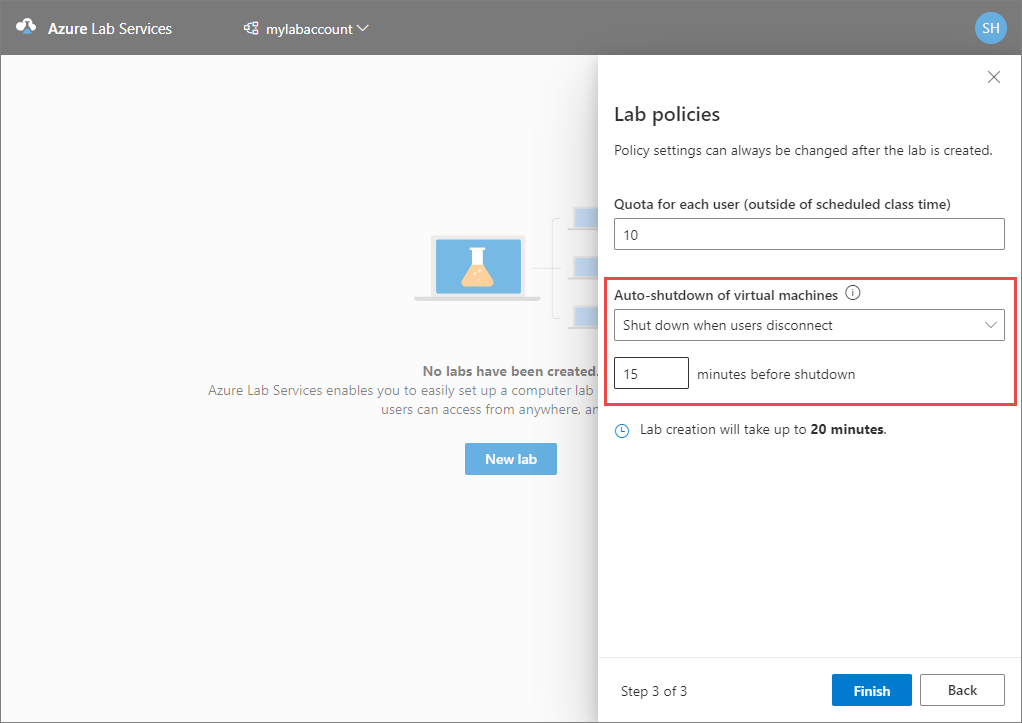 Azure Lab Services
mylabaccount
SH
Lab policies
Policy settings can always be changed after the lab is created.
Quota for each user (outside of scheduled class time)
10
Auto-shutdown of virtual machines
Shut down when users disconnect
15
minutes before shutdown
Lab creation will take up to 20 minutes.
No labs have been created.
Azure Lab Services enables you to easily set up a computer lab
users can access from anywhere, an
New lab
Step 3 of 3
Finish
Back